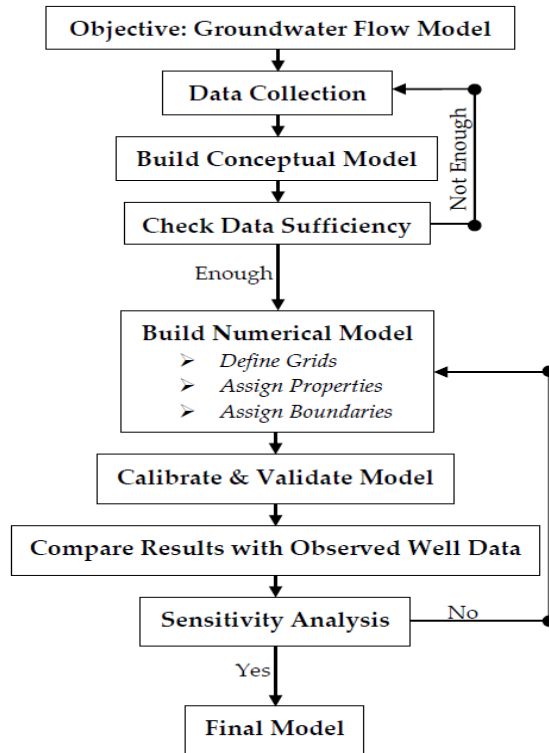 Objective: Groundwater Flow Model
Data Collection
Build Conceptual Model
Not Enough
Check Data Sufficiency
Enough
Build Numerical Model
➢ Define Grids
➢ Assign Properties
➢ Assign Boundaries
Calibrate & Validate Model
Compare Results with Observed Well Data
Sensitivity Analysis
No
Yes
Final Model